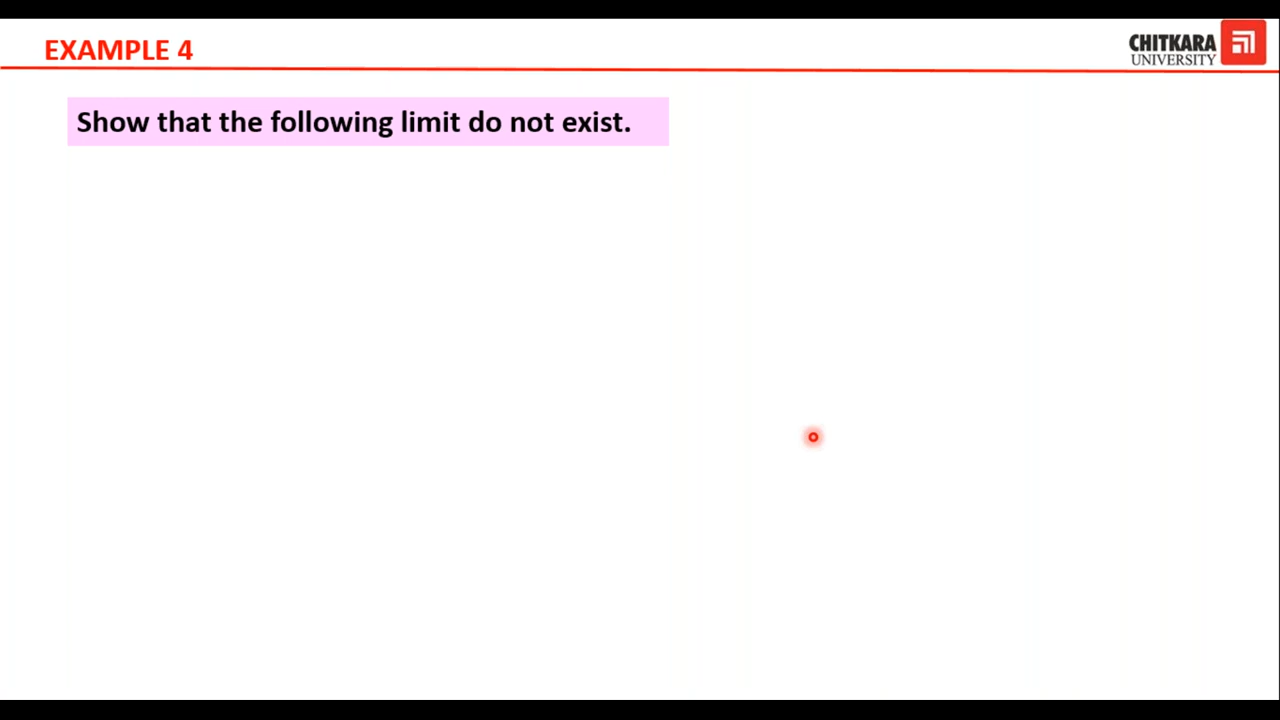 EXAMPLE 4
CHITKARA
UNIVERSITY
Show that the following limit do not exist.